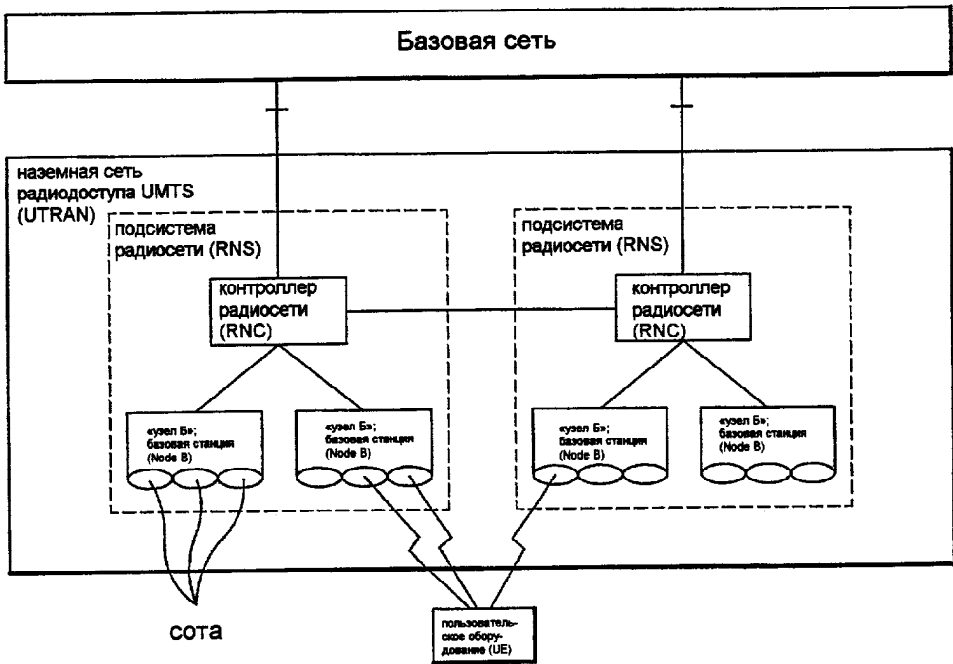 Базовая сеть
наземная сеть
радиодоступа UMTS
(UTRAN)
подсистема
радиосети (RNS)
контроллер
радиосети
(RNC)
«узел Б»;
базовая станция
(Node B)
«узел Б»;
базовая станция
(Node B)
подсистема
радиосети (RNS)
контроллер
радиосети
(RNC)
«узел Б»;
базовая станция
(Node B)
«узел Б»;
базовая станция
(Node B)
сота
пользователь-
ское обору-
дование (UE)